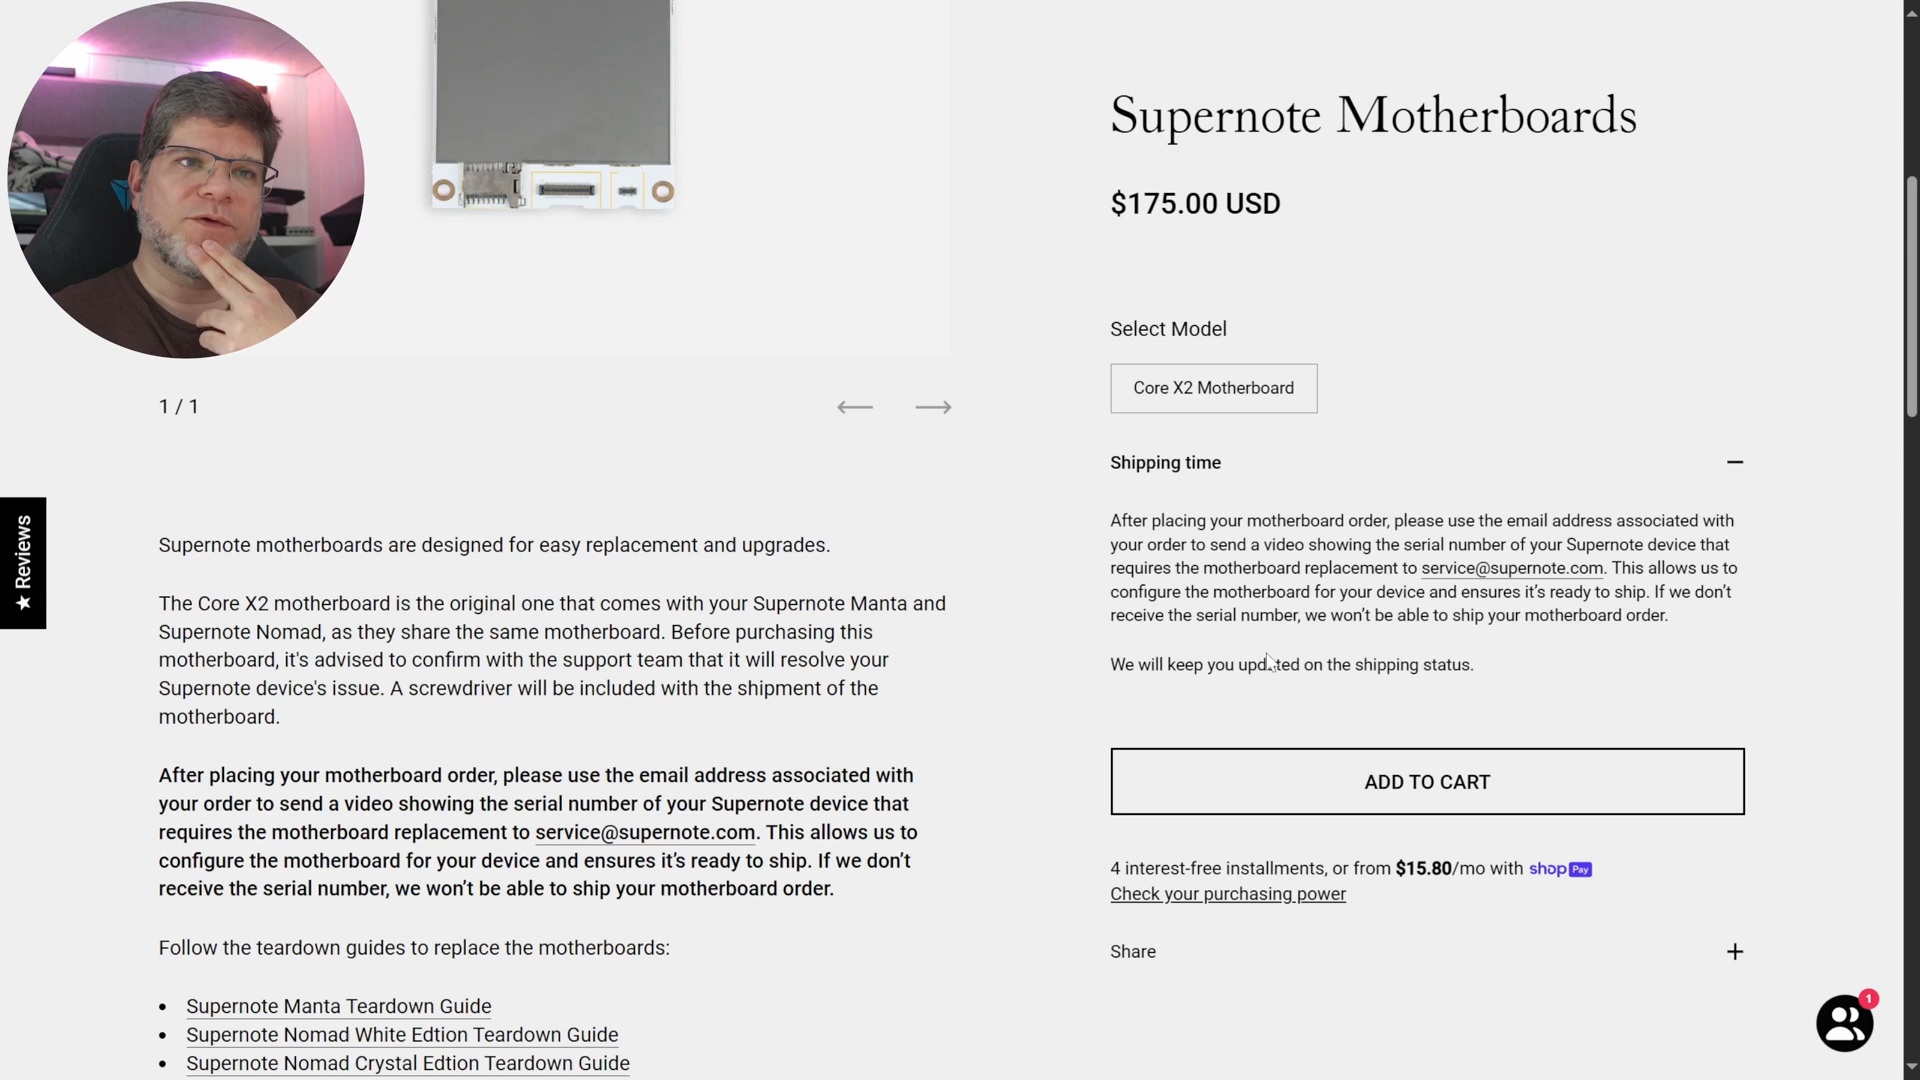 Supernote Motherboards
$175.00 USD
Select Model
Core X2 Motherboard
Shipping time
After placing your motherboard order, please use the email address associated with
your order to send a video showing the serial number of your Supernote device that
requires the motherboard replacement to service@supernote.com. This allows us to
configure the motherboard for your device and ensures it's ready to ship. If we don't
receive the serial number, we won't be able to ship your motherboard order.
We will keep you updated on the shipping status.
ADD TO CART
4 interest-free installments, or from $15.80/mo with shop Pay
Check your purchasing power
Share
1
1 / 1
★ Reviews
Supernote motherboards are designed for easy replacement and upgrades.
The Core X2 motherboard is the original one that comes with your Supernote Manta and
Supernote Nomad, as they share the same motherboard. Before purchasing this
motherboard, it's advised to confirm with the support team that it will resolve your
Supernote device's issue. A screwdriver will be included with the shipment of the
motherboard.
After placing your motherboard order, please use the email address associated with
your order to send a video showing the serial number of your Supernote device that
requires the motherboard replacement to service@supernote.com. This allows us to
configure the motherboard for your device and ensures it's ready to ship. If we don't
receive the serial number, we won't be able to ship your motherboard order.
Follow the teardown guides to replace the motherboards:
• Supernote Manta Teardown Guide
• Supernote Nomad White Edtion Teardown Guide
• Supernote Nomad Crystal Edtion Teardown Guide